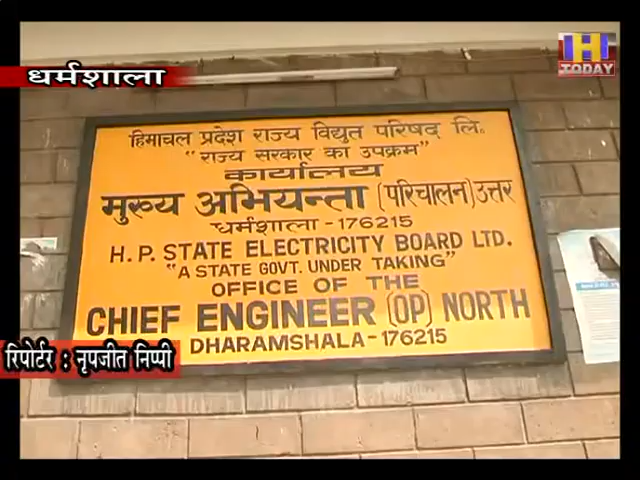 धर्मशाला
H
TODAY
हिमाचल प्रदेश राज्य विद्युत परिषद लि॰
“राज्य सरकार का उपक्रम”
कार्यालय
मुख्य अभियन्ता (परिचालन) उत्तर
धर्मशाला - 176215
H. P. STATE ELECTRICITY BOARD LTD.
“A STATE GOVT. UNDER TAKING”
OFFICE OF THE
CHIEF ENGINEER (OP) NORTH
DHARAMSHALA - 176215
रिपोर्टर : नृपजीत निप्पी